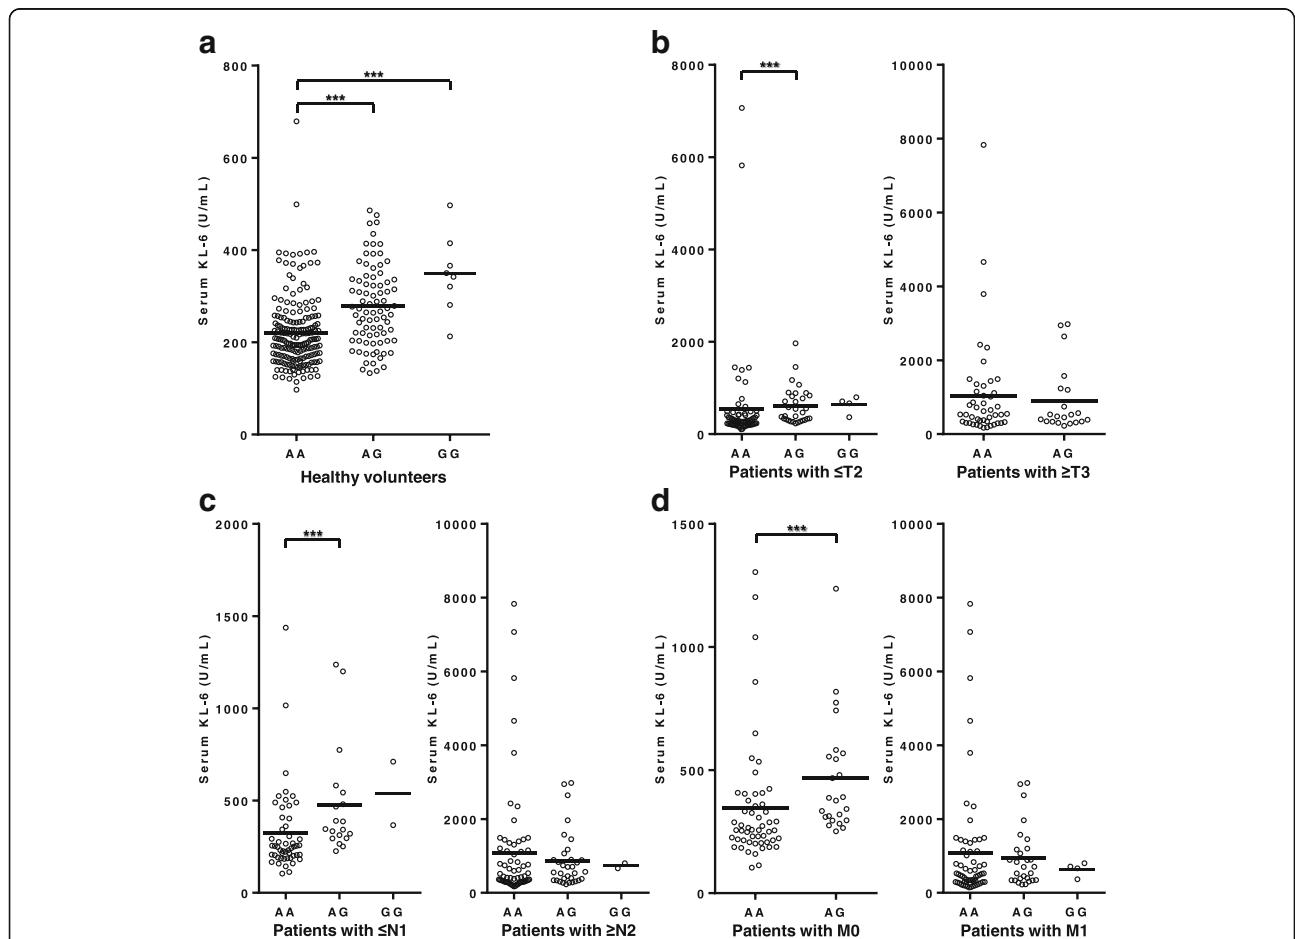 a
800
600
400
200
0
Serum KL-6 (U/mL)
***
***
AA AG GG
Healthy volunteers
b
8000
6000
4000
2000
0
Serum KL-6 (U/mL)
***
AA AG GG
Patients with ≤T2
10000
8000
6000
4000
2000
0
Serum KL-6 (U/mL)
AA AG
Patients with ≥T3
c
2000
1500
1000
500
0
Serum KL-6 (U/mL)
***
AA AG GG
Patients with ≤N1
10000
8000
6000
4000
2000
0
Serum KL-6 (U/mL)
AA AG GG
Patients with ≥N2
d
1500
1000
500
0
Serum KL-6 (U/mL)
***
AA AG
Patients with M0
10000
8000
6000
4000
2000
0
Serum KL-6 (U/mL)
AA AG GG
Patients with M1